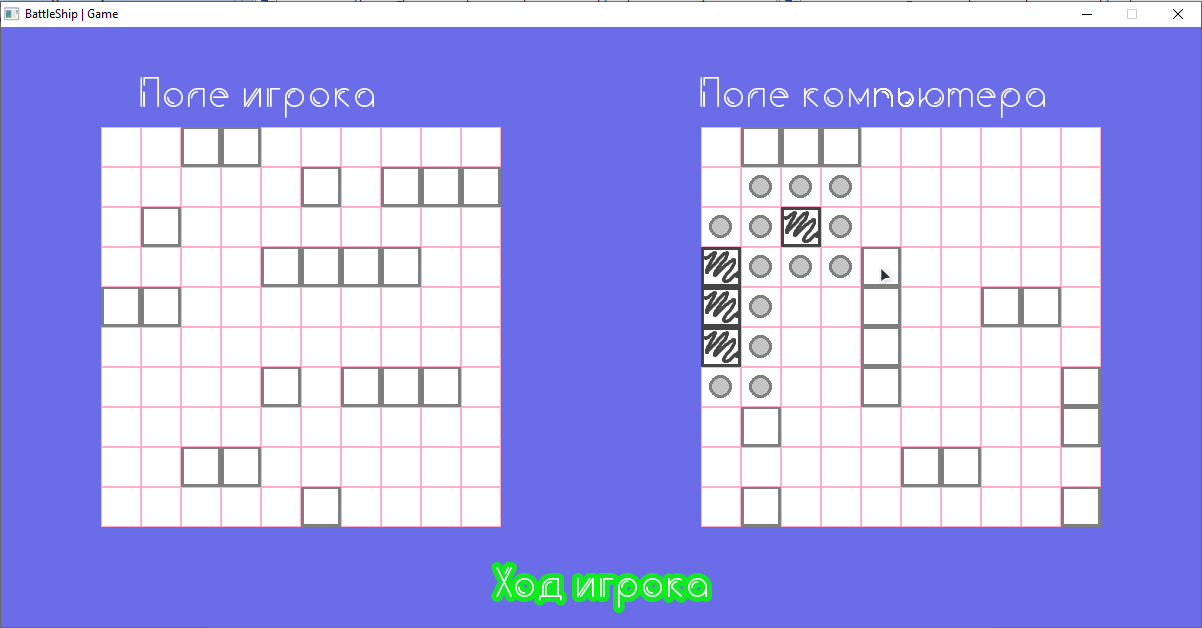 BattleShip | Game
Поле игрока
Поле компьютера
Ход игрока